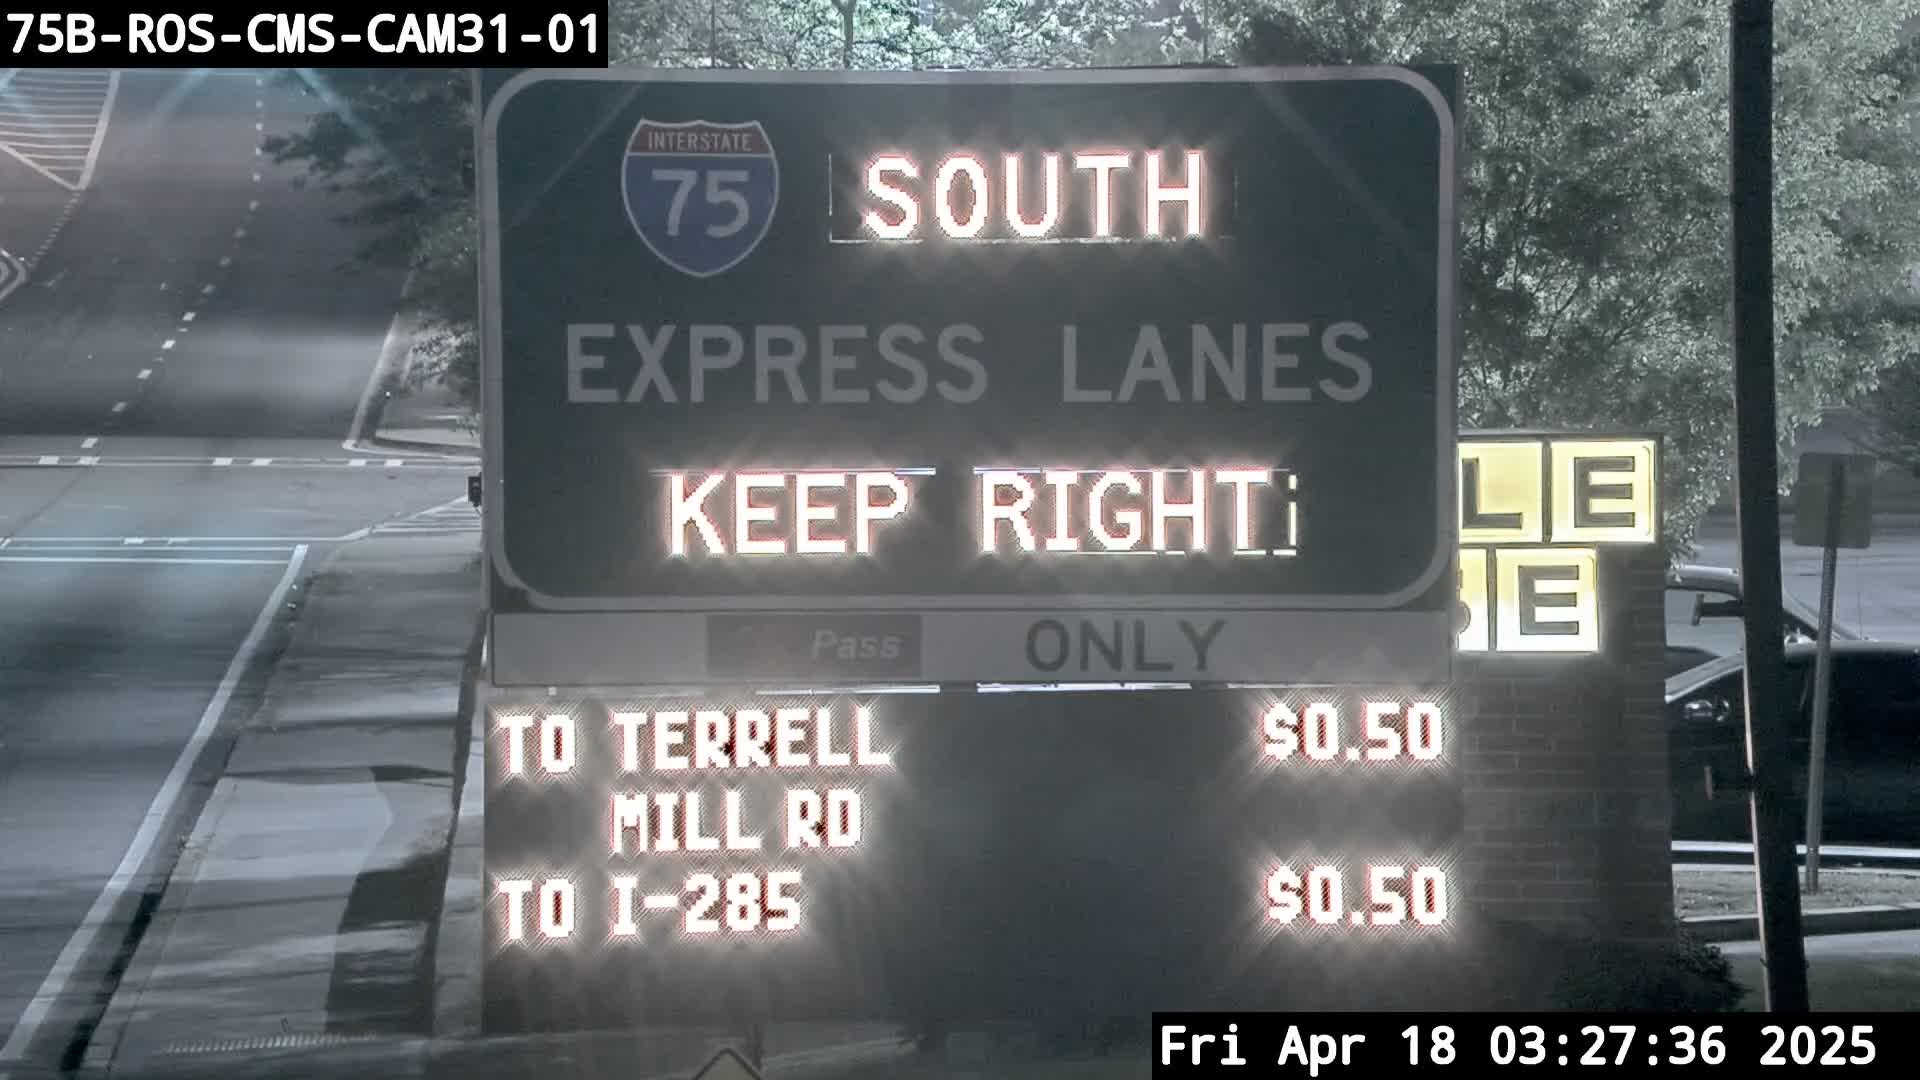 75B-ROS-CMS-CAM31-01
INTERSTATE
75
SOUTH
EXPRESS LANES
KEEP RIGHT
Pass ONLY
TO TERRELL $0.50
MILL RD
TO I-285 $0.50
LE
E
Fri Apr 18 03:27:36 2025